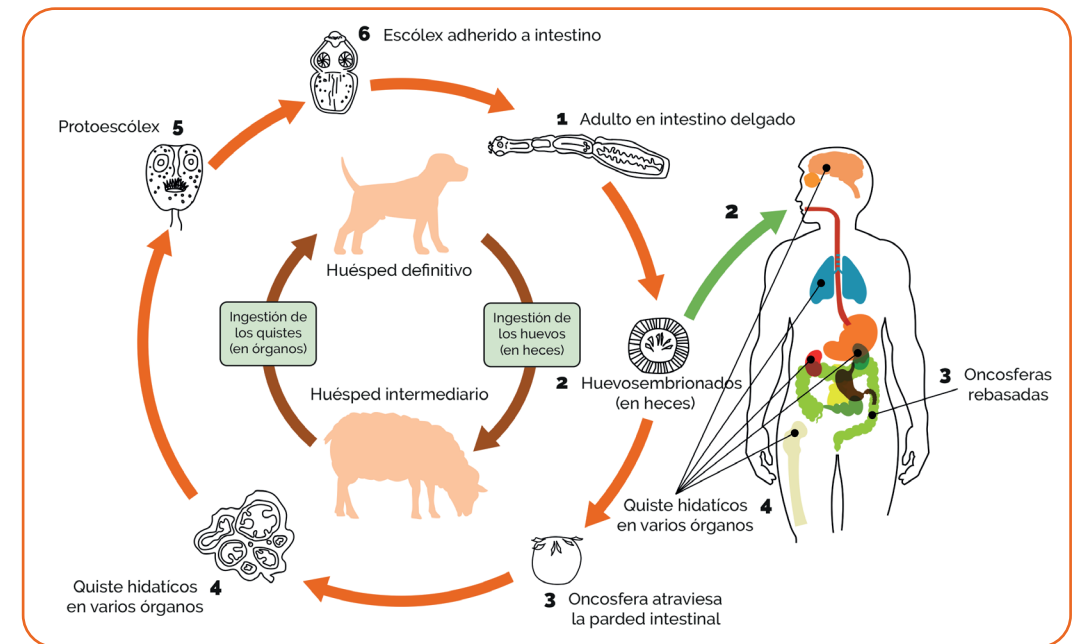 6 Escólex adherido a intestino
1 Adulto en intestino delgado
Protoescólex 5
2
Huésped definitivo
Ingestión de
los quistes
(en órganos)
Ingestión de
los huevos
(en heces)
Huésped intermediario
2 Huevosembrionados
(en heces)
3 Oncosferas
rebasadas
Quiste hidatícos 4
en varios órganos
Quiste hidatícos 4
en varios órganos
3 Oncosfera atraviesa
la parded intestinal